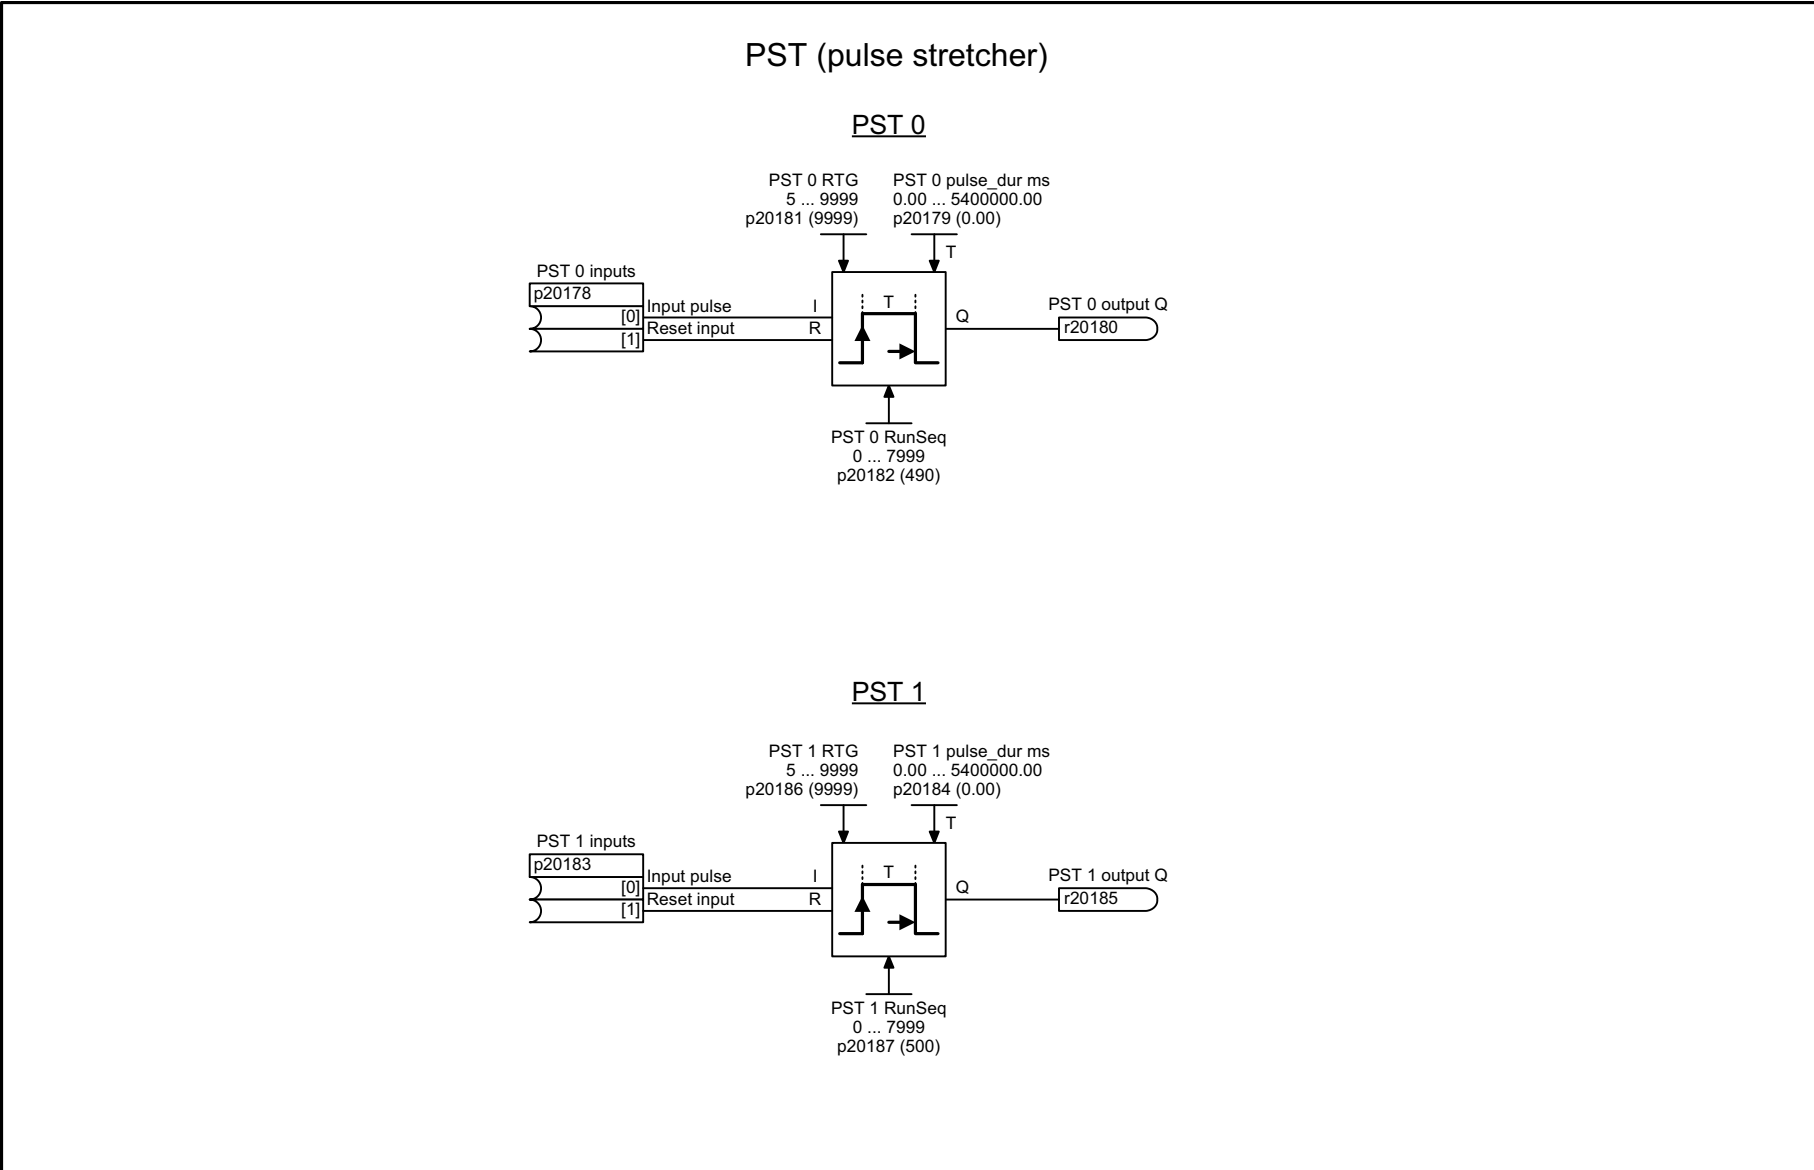 PST (pulse stretcher)
PST 0
PST 0 RTG
5 ... 9999
p20181 (9999)
PST 0 pulse_dur ms
0.00 ... 5400000.00
p20179 (0.00)
T
PST 0 inputs
p20178
[0]
[1]
Input pulse
Reset input
I
R
T
Q
PST 0 output Q
r20180
PST 0 RunSeq
0 ... 7999
p20182 (490)
PST 1
PST 1 RTG
5 ... 9999
p20186 (9999)
PST 1 pulse_dur ms
0.00 ... 5400000.00
p20184 (0.00)
T
PST 1 inputs
p20183
[0]
[1]
Input pulse
Reset input
I
R
T
Q
PST 1 output Q
r20185
PST 1 RunSeq
0 ... 7999
p20187 (500)